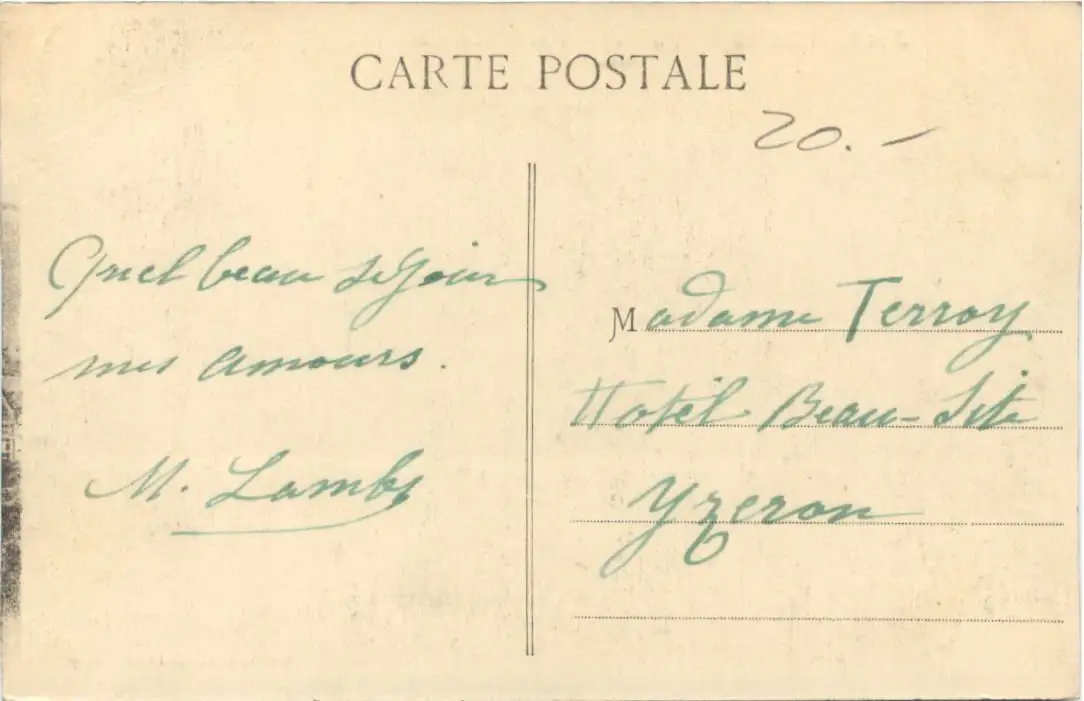 CARTE POSTALE
20.-
Quel beau séjour
mes amours.
M. Lamby
Madame Terroy
Hotel Beau-Site
Yzeron